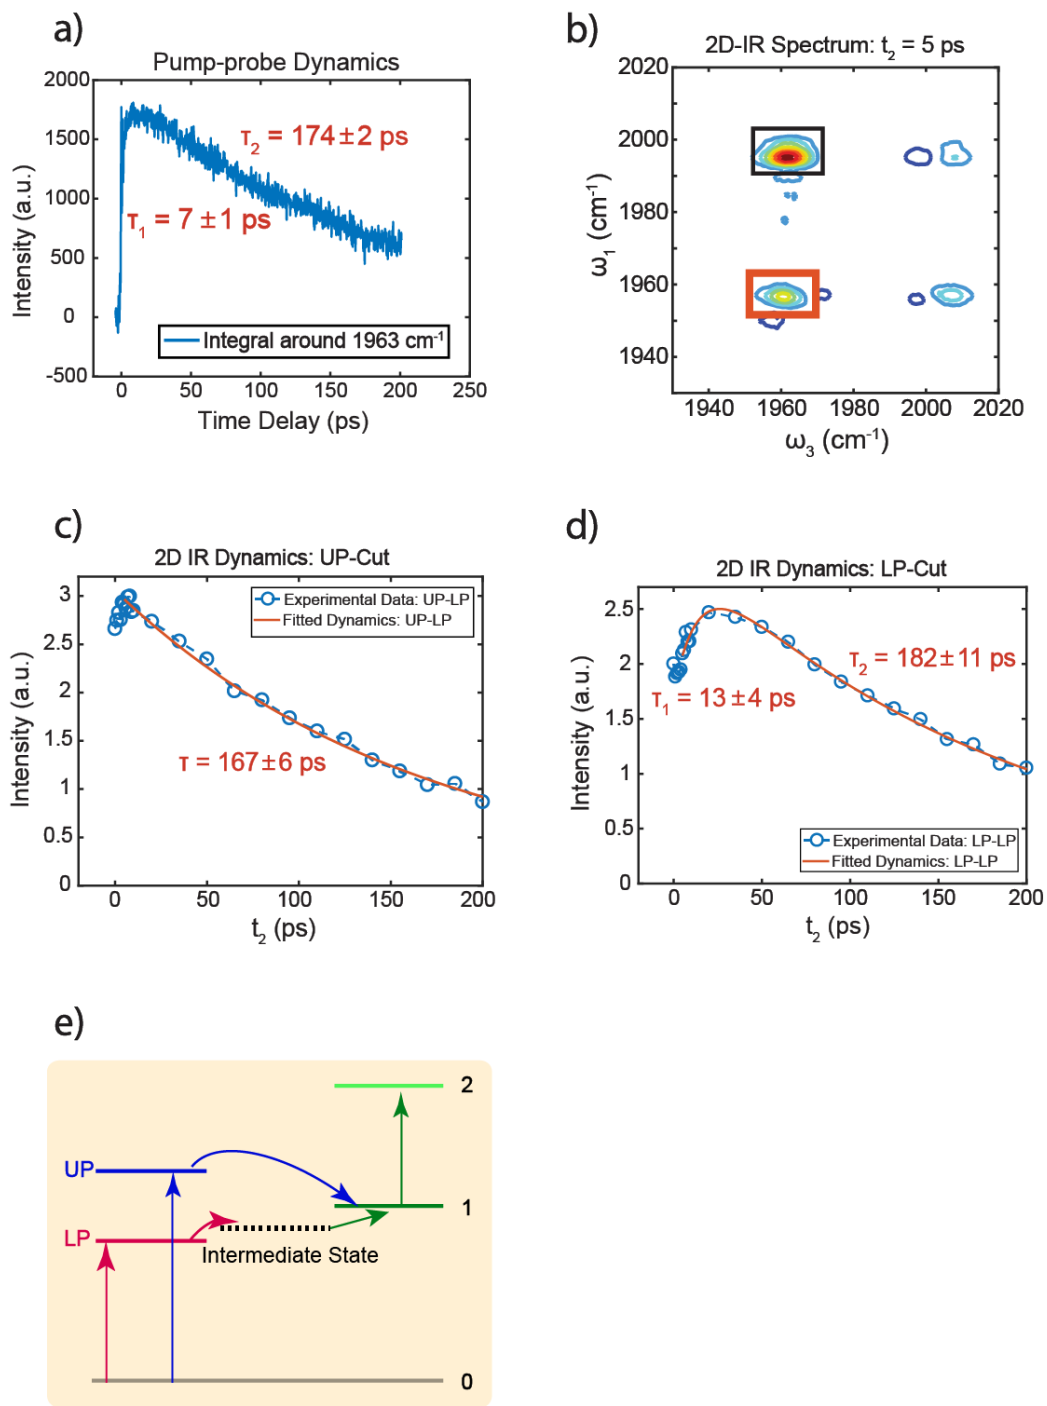 a)
Pump-probe Dynamics
2000
1500
1000
500
0
-500
0 50 100 150 200 250
Intensity (a.u.)
Time Delay (ps)
τ2 = 174±2 ps
τ1 = 7±1 ps
Integral around 1963 cm-1
b)
2D-IR Spectrum: t2 = 5 ps
2020
2000
1980
1960
1940
1940 1960 1980 2000 2020
ω1 (cm-1)
ω3 (cm-1)
c)
2D IR Dynamics: UP-Cut
3
2.5
2
1.5
1
0.5
0
0 50 100 150 200
Intensity (a.u.)
t2 (ps)
Experimental Data: UP-LP
Fitted Dynamics: UP-LP
τ = 167±6 ps
d)
2D IR Dynamics: LP-Cut
2.5
2
1.5
1
0.5
0
0 50 100 150 200
Intensity (a.u.)
t2 (ps)
τ2 = 182±11 ps
τ1 = 13±4 ps
Experimental Data: LP-LP
Fitted Dynamics: LP-LP
e)
2
UP
1
LP
Intermediate State
0